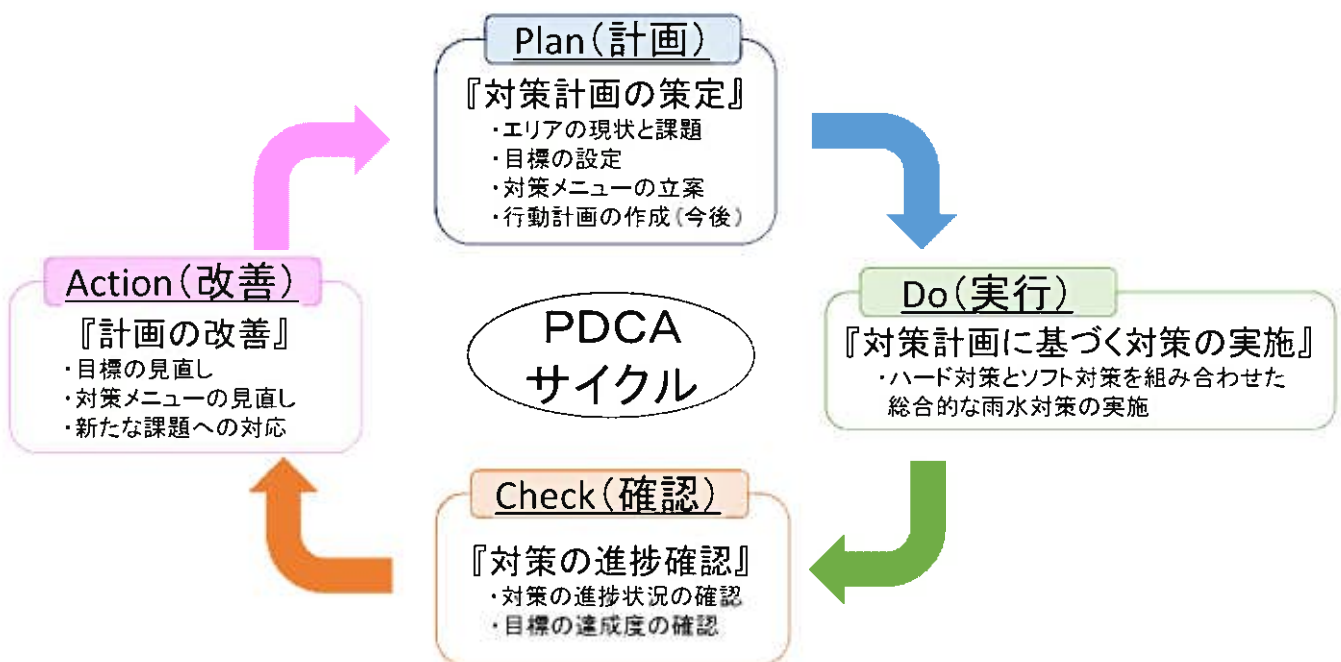 Plan(計画)
『対策計画の策定』
・エリアの現状と課題
・目標の設定
・対策メニューの立案
・行動計画の作成(今後)
Do(実行)
『対策計画に基づく対策の実施』
・ハード対策とソフト対策を組み合わせた
総合的な雨水対策の実施
Check(確認)
『対策の進捗確認』
・対策の進捗状況の確認
・目標の達成度の確認
Action(改善)
『計画の改善』
・目標の見直し
・対策メニューの見直し
・新たな課題への対応
PDCA
サイクル